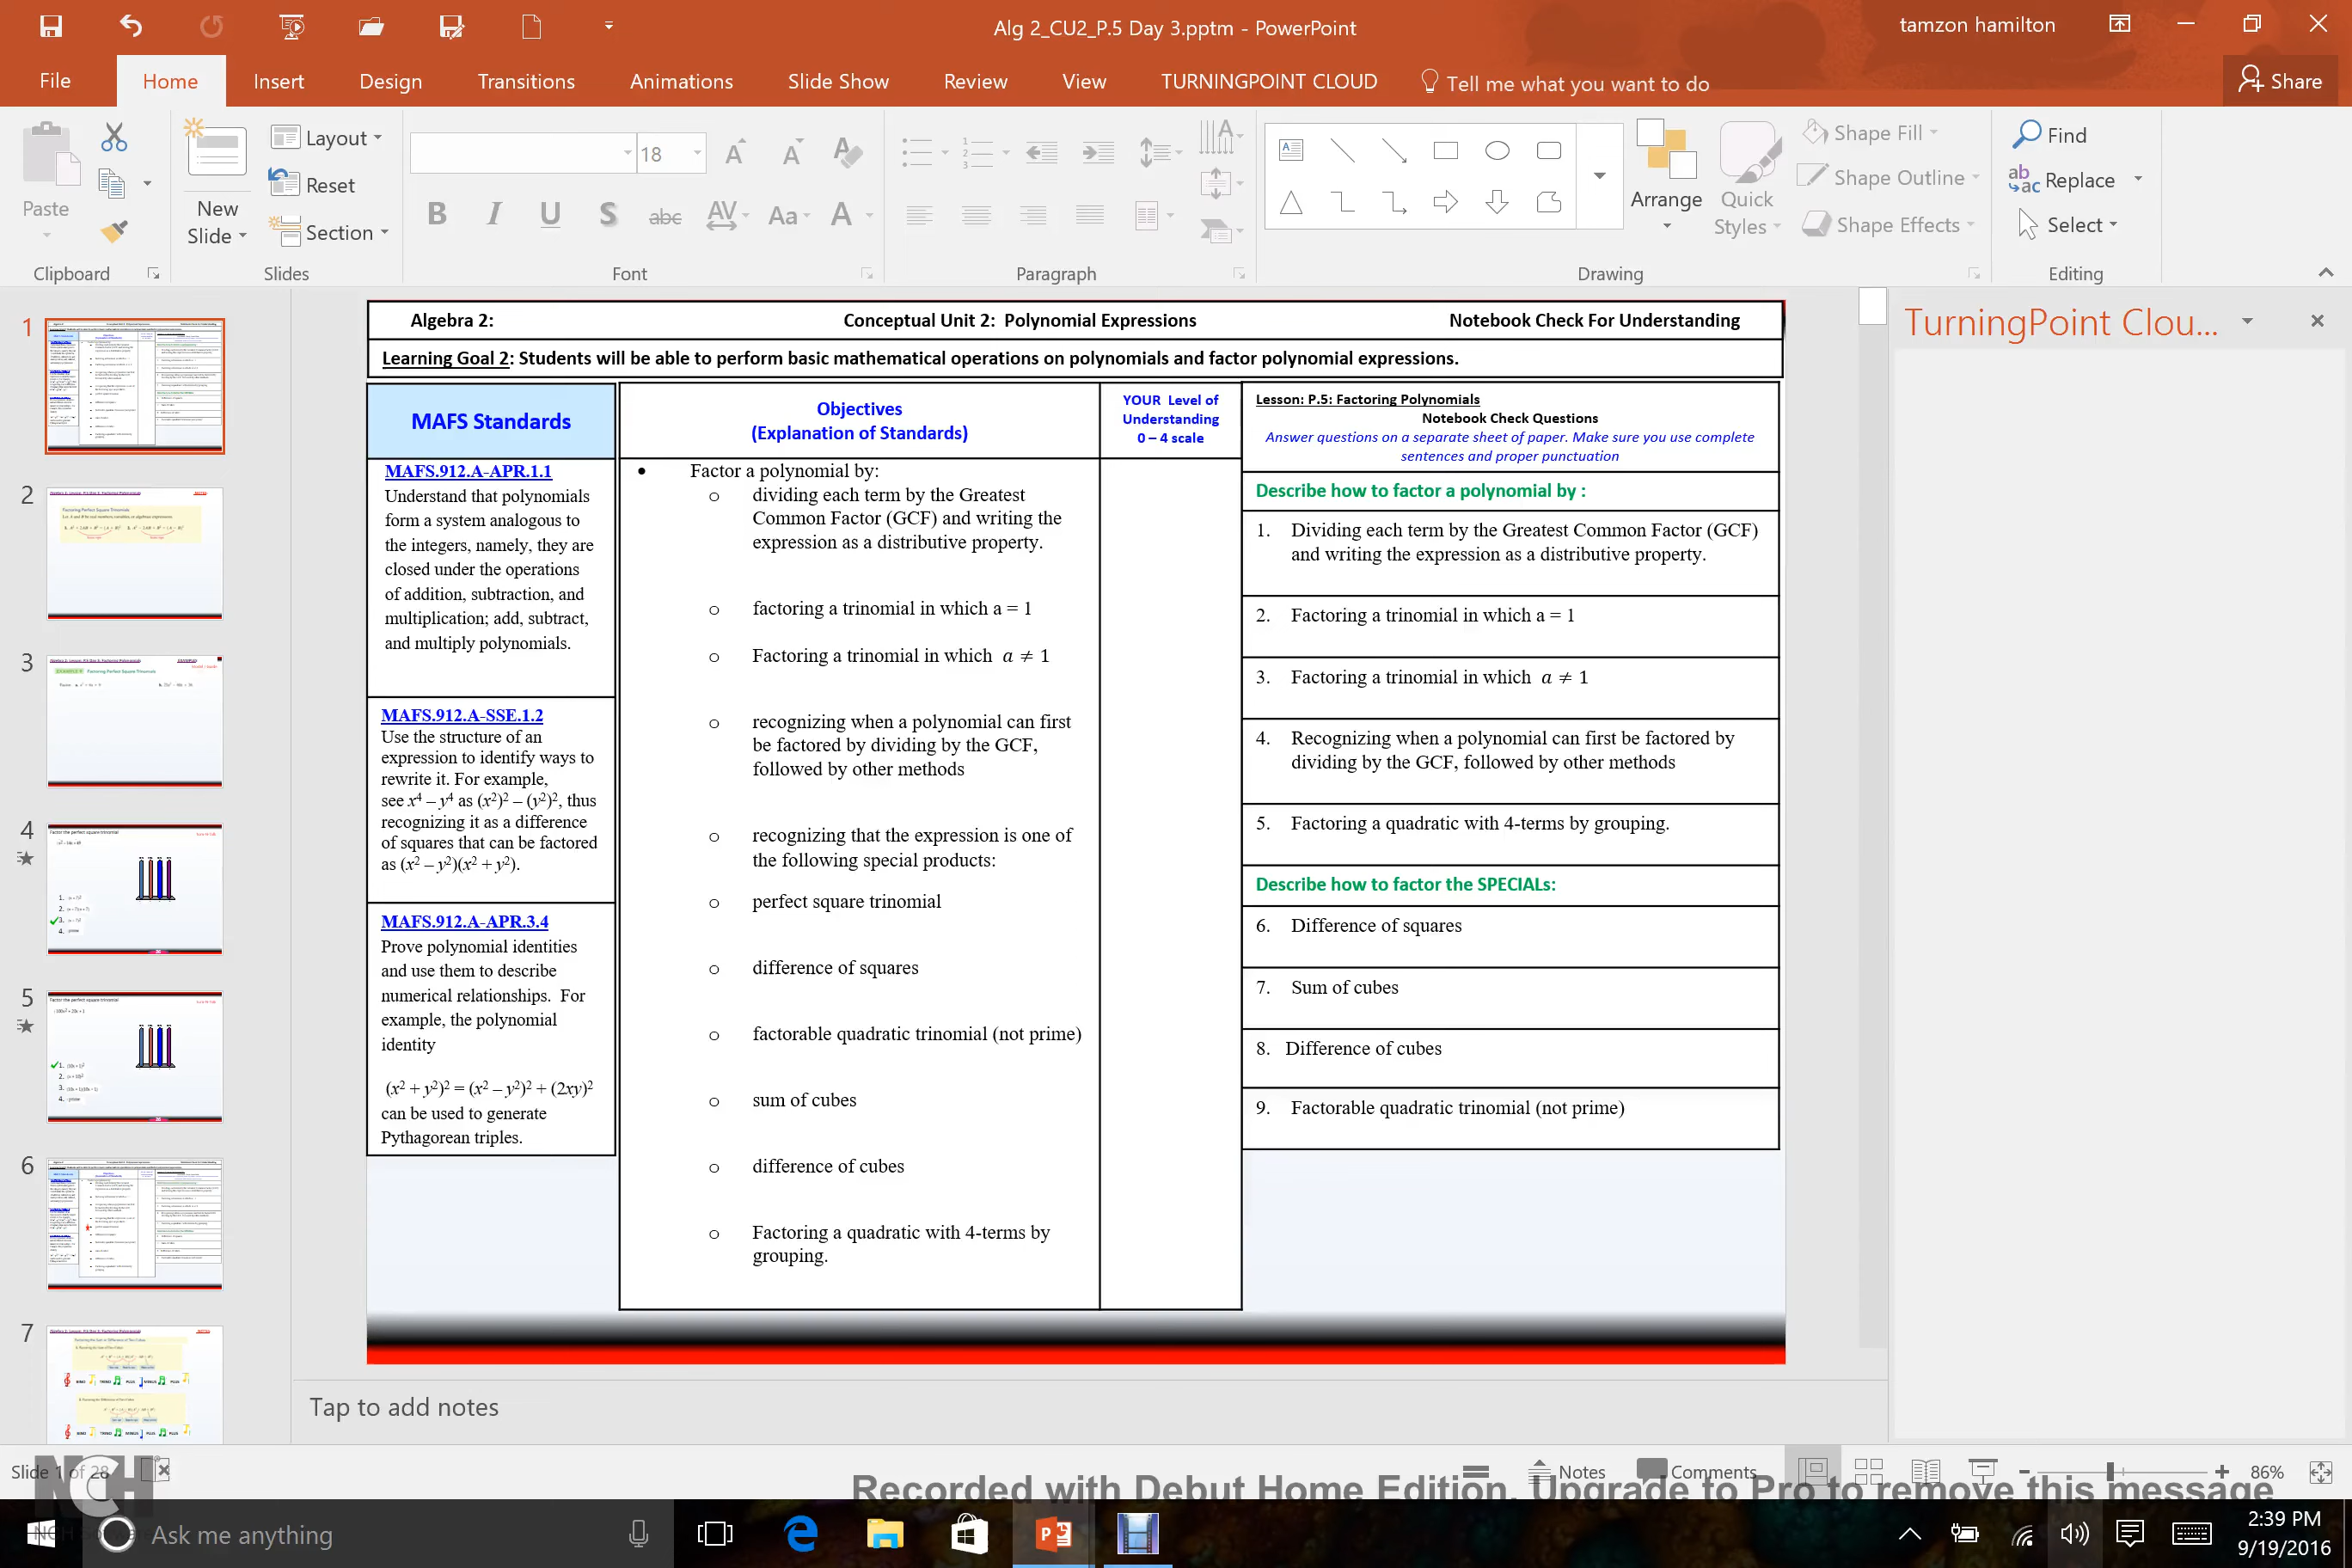 Alg 2_CU2_P.5 Day 3.pptm - PowerPoint
tamzon hamilton
File
Home
Insert
Design
Transitions
Animations
Slide Show
Review
View
TURNINGPOINT CLOUD
Tell me what you want to do
Share
Paste
New
Slide
Layout
Reset
Section
18
B I U S abc AV Aa A
Arrange
Quick
Styles
Shape Fill
Shape Outline
Shape Effects
Find
Replace
Select
Clipboard
Slides
Font
Paragraph
Drawing
Editing
1
2
3
4
5
6
7
Algebra 2:
Conceptual Unit 2: Polynomial Expressions
Notebook Check For Understanding
Learning Goal 2: Students will be able to perform basic mathematical operations on polynomials and factor polynomial expressions.
MAFS Standards
MAFS.912.A-APR.1.1
Understand that polynomials
form a system analogous to
the integers, namely, they are
closed under the operations
of addition, subtraction, and
multiplication; add, subtract,
and multiply polynomials.
MAFS.912.A-SSE.1.2
Use the structure of an
expression to identify ways to
rewrite it. For example,
see x⁴ – y⁴ as (x²)² – (y²)², thus
recognizing it as a difference
of squares that can be factored
as (x² – y²)(x² + y²).
MAFS.912.A-APR.3.4
Prove polynomial identities
and use them to describe
numerical relationships. For
example, the polynomial
identity
(x² + y²)² = (x² – y²)² + (2xy)²
can be used to generate
Pythagorean triples.
Objectives
(Explanation of Standards)
• Factor a polynomial by:
o dividing each term by the Greatest
Common Factor (GCF) and writing the
expression as a distributive property.
o factoring a trinomial in which a = 1
o Factoring a trinomial in which a ≠ 1
o recognizing when a polynomial can first
be factored by dividing by the GCF,
followed by other methods
o recognizing that the expression is one of
the following special products:
o perfect square trinomial
o difference of squares
o factorable quadratic trinomial (not prime)
o sum of cubes
o difference of cubes
o Factoring a quadratic with 4-terms by
grouping.
YOUR Level of
Understanding
0 – 4 scale
Lesson: P.5: Factoring Polynomials
Notebook Check Questions
Answer questions on a separate sheet of paper. Make sure you use complete
sentences and proper punctuation
Describe how to factor a polynomial by :
1. Dividing each term by the Greatest Common Factor (GCF)
and writing the expression as a distributive property.
2. Factoring a trinomial in which a = 1
3. Factoring a trinomial in which a ≠ 1
4. Recognizing when a polynomial can first be factored by
dividing by the GCF, followed by other methods
5. Factoring a quadratic with 4-terms by grouping.
Describe how to factor the SPECIALs:
6. Difference of squares
7. Sum of cubes
8. Difference of cubes
9. Factorable quadratic trinomial (not prime)
TurningPoint Clou...
Tap to add notes
Slide 1 of 28
NCH
Notes
Comments
86%
Recorded with Debut Home Edition. Upgrade to Pro to remove this message
Ask me anything
2:39 PM
9/19/2016